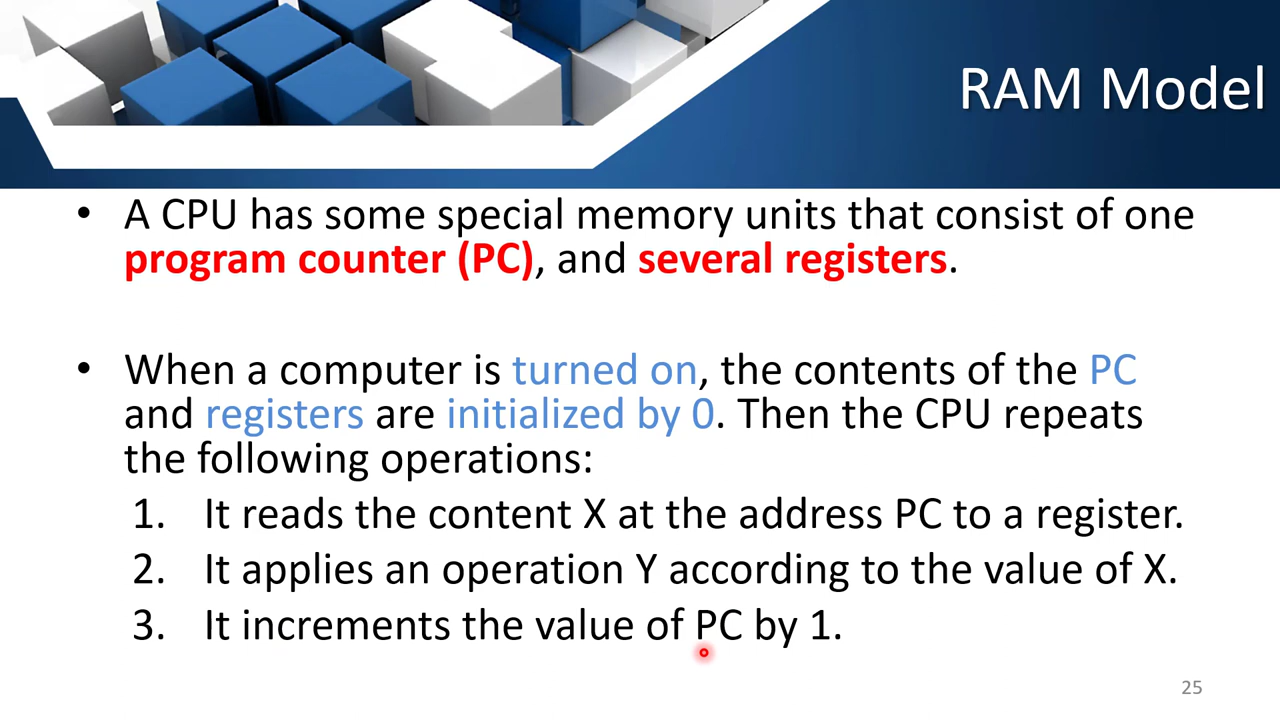 RAM Model
• A CPU has some special memory units that consist of one
program counter (PC), and several registers.
• When a computer is turned on, the contents of the PC
and registers are initialized by 0. Then the CPU repeats
the following operations:
1. It reads the content X at the address PC to a register.
2. It applies an operation Y according to the value of X.
3. It increments the value of PC by 1.
25